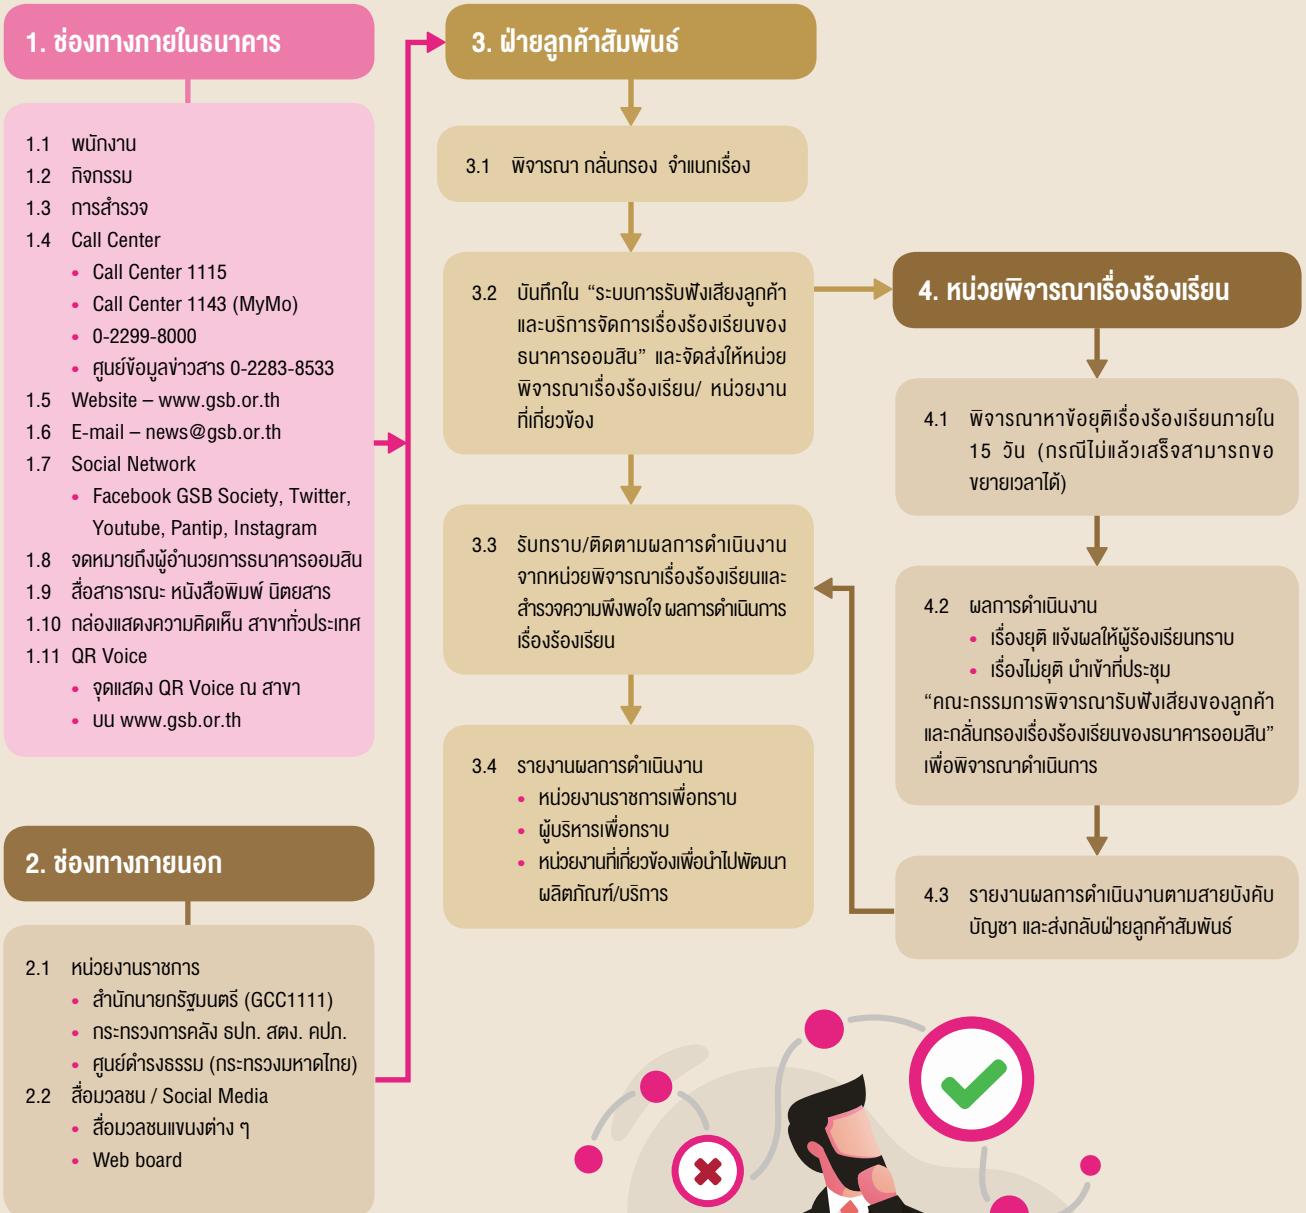 1. ช่องทางภายในธนาคาร
1.1 พนักงาน
1.2 กิจกรรม
1.3 การสำรวจ
1.4 Call Center
• Call Center 1115
• Call Center 1143 (MyMo)
• 0-2299-8000
• ศูนย์ข้อมูลข่าวสาร 0-2283-8533
1.5 Website – www.gsb.or.th
1.6 E-mail – news@gsb.or.th
1.7 Social Network
• Facebook GSB Society, Twitter,
Youtube, Pantip, Instagram
1.8 จดหมายถึงผู้อำนวยการธนาคารออมสิน
1.9 สื่อสาธารณะ หนังสือพิมพ์ นิตยสาร
1.10 กล่องแสดงความคิดเห็น สาขาทั่วประเทศ
1.11 QR Voice
• จุดแสดง QR Voice ณ สาขา
• บน www.gsb.or.th
2. ช่องทางภายนอก
2.1 หน่วยงานราชการ
• สำนักนายกรัฐมนตรี (GCC1111)
• กระทรวงการคลัง ธปท. สตง. คปภ.
• ศูนย์ดำรงธรรม (กระทรวงมหาดไทย)
2.2 สื่อมวลชน / Social Media
• สื่อมวลชนแขนงต่าง ๆ
• Web board
3. ฝ่ายลูกค้าสัมพันธ์
3.1 พิจารณา กลั่นกรอง จำแนกเรื่อง
3.2 บันทึกใน “ระบบการรับฟังเสียงลูกค้า
และบริการจัดการเรื่องร้องเรียนของ
ธนาคารออมสิน” และจัดส่งให้หน่วย
พิจารณาเรื่องร้องเรียน/ หน่วยงาน
ที่เกี่ยวข้อง
3.3 รับทราบ/ติดตามผลการดำเนินงาน
จากหน่วยพิจารณาเรื่องร้องเรียนและ
สำรวจความพึงพอใจ ผลการดำเนินการ
เรื่องร้องเรียน
3.4 รายงานผลการดำเนินงาน
• หน่วยงานราชการเพื่อทราบ
• ผู้บริหารเพื่อทราบ
• หน่วยงานที่เกี่ยวข้องเพื่อนำไปพัฒนา
ผลิตภัณฑ์/บริการ
4. หน่วยพิจารณาเรื่องร้องเรียน
4.1 พิจารณาหาข้อยุติเรื่องร้องเรียนภายใน
15 วัน (กรณีไม่แล้วเสร็จสามารถขอ
ขยายเวลาได้)
4.2 ผลการดำเนินงาน
• เรื่องยุติ แจ้งผลให้ผู้ร้องเรียนทราบ
• เรื่องไม่ยุติ นำเข้าที่ประชุม
“คณะกรรมการพิจารณารับฟังเสียงของลูกค้า
และกลั่นกรองเรื่องร้องเรียนของธนาคารออมสิน”
เพื่อพิจารณาดำเนินการ
4.3 รายงานผลการดำเนินงานตามสายบังคับ
บัญชา และส่งกลับฝ่ายลูกค้าสัมพันธ์